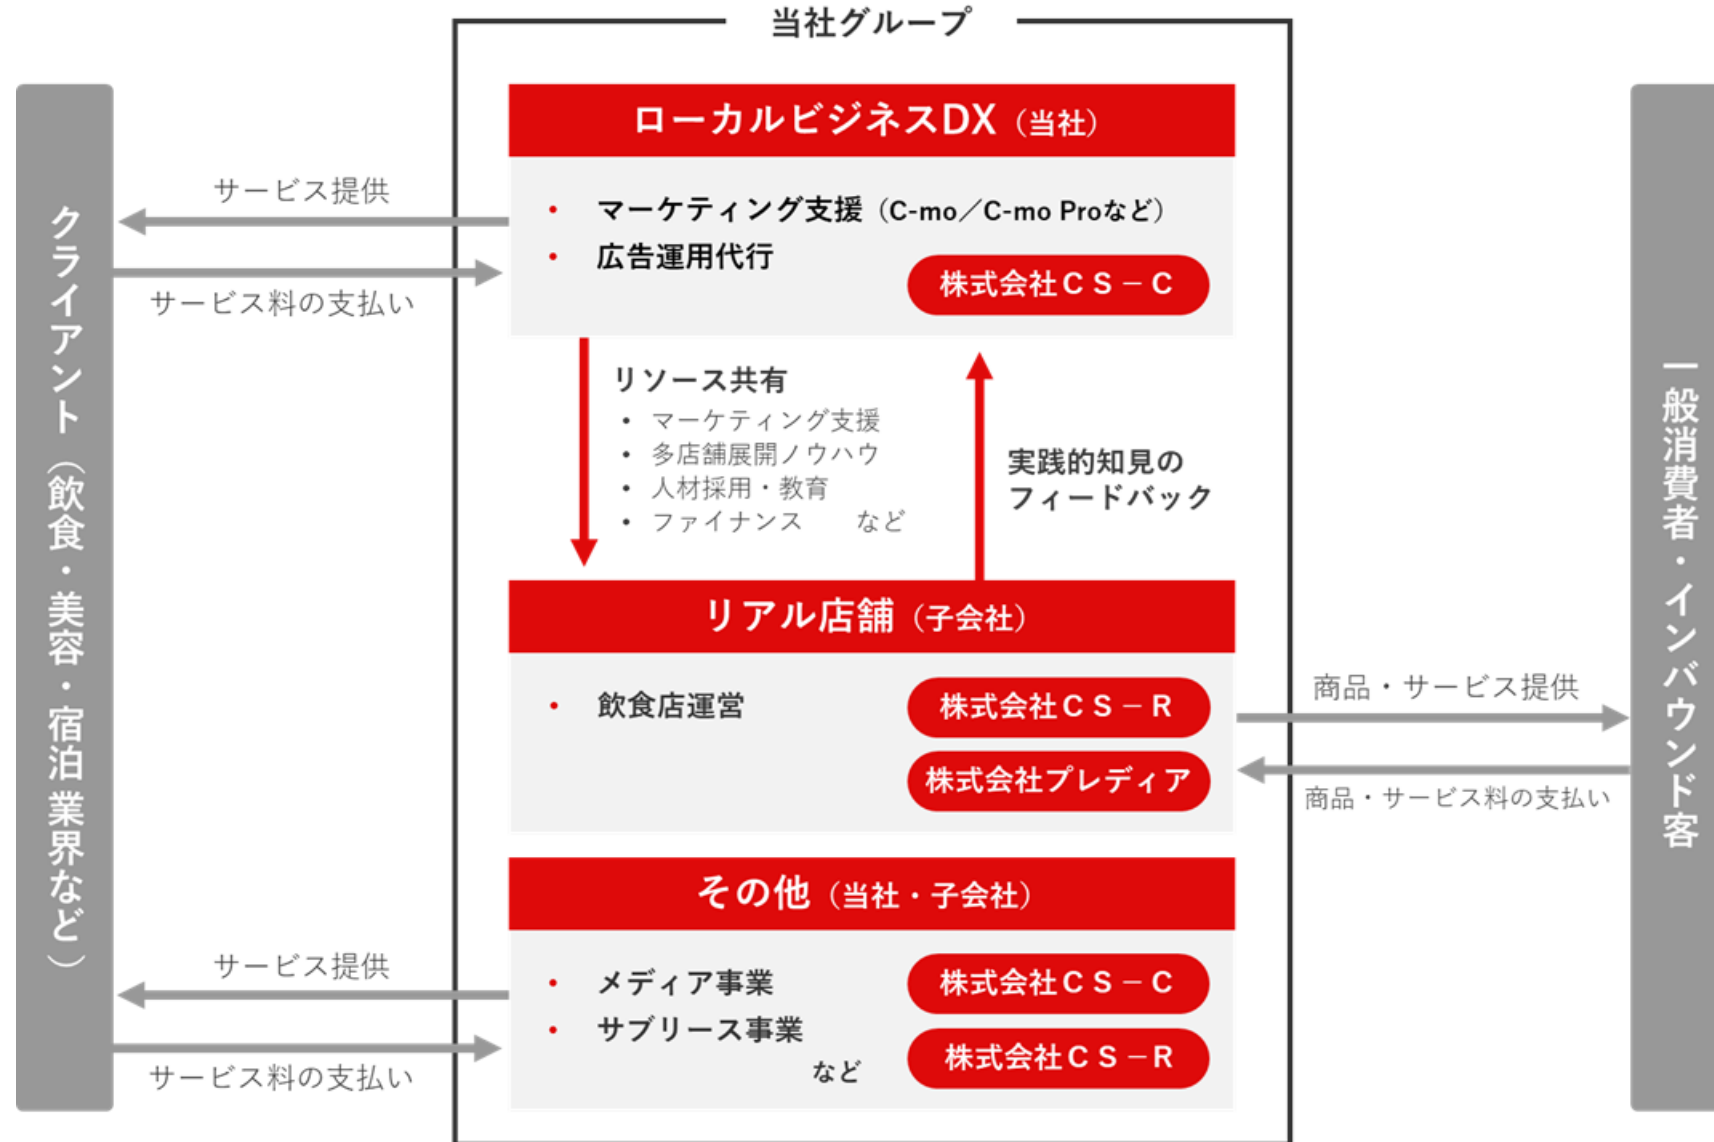 当社グループ
クライアント（飲食・美容・宿泊業界など）
サービス提供
サービス料の支払い
ローカルビジネスDX（当社）
• マーケティング支援（C-mo／C-mo Proなど）
• 広告運用代行
株式会社ＣＳ－Ｃ
リソース共有
• マーケティング支援
• 多店舗展開ノウハウ
• 人材採用・教育
• ファイナンス　など
実践的知見の
フィードバック
リアル店舗（子会社）
• 飲食店運営
株式会社ＣＳ－Ｒ
株式会社プレディア
商品・サービス提供
商品・サービス料の支払い
一般消費者・インバウンド客
その他（当社・子会社）
• メディア事業
• サブリース事業
など
株式会社ＣＳ－Ｃ
株式会社ＣＳ－Ｒ
サービス提供
サービス料の支払い